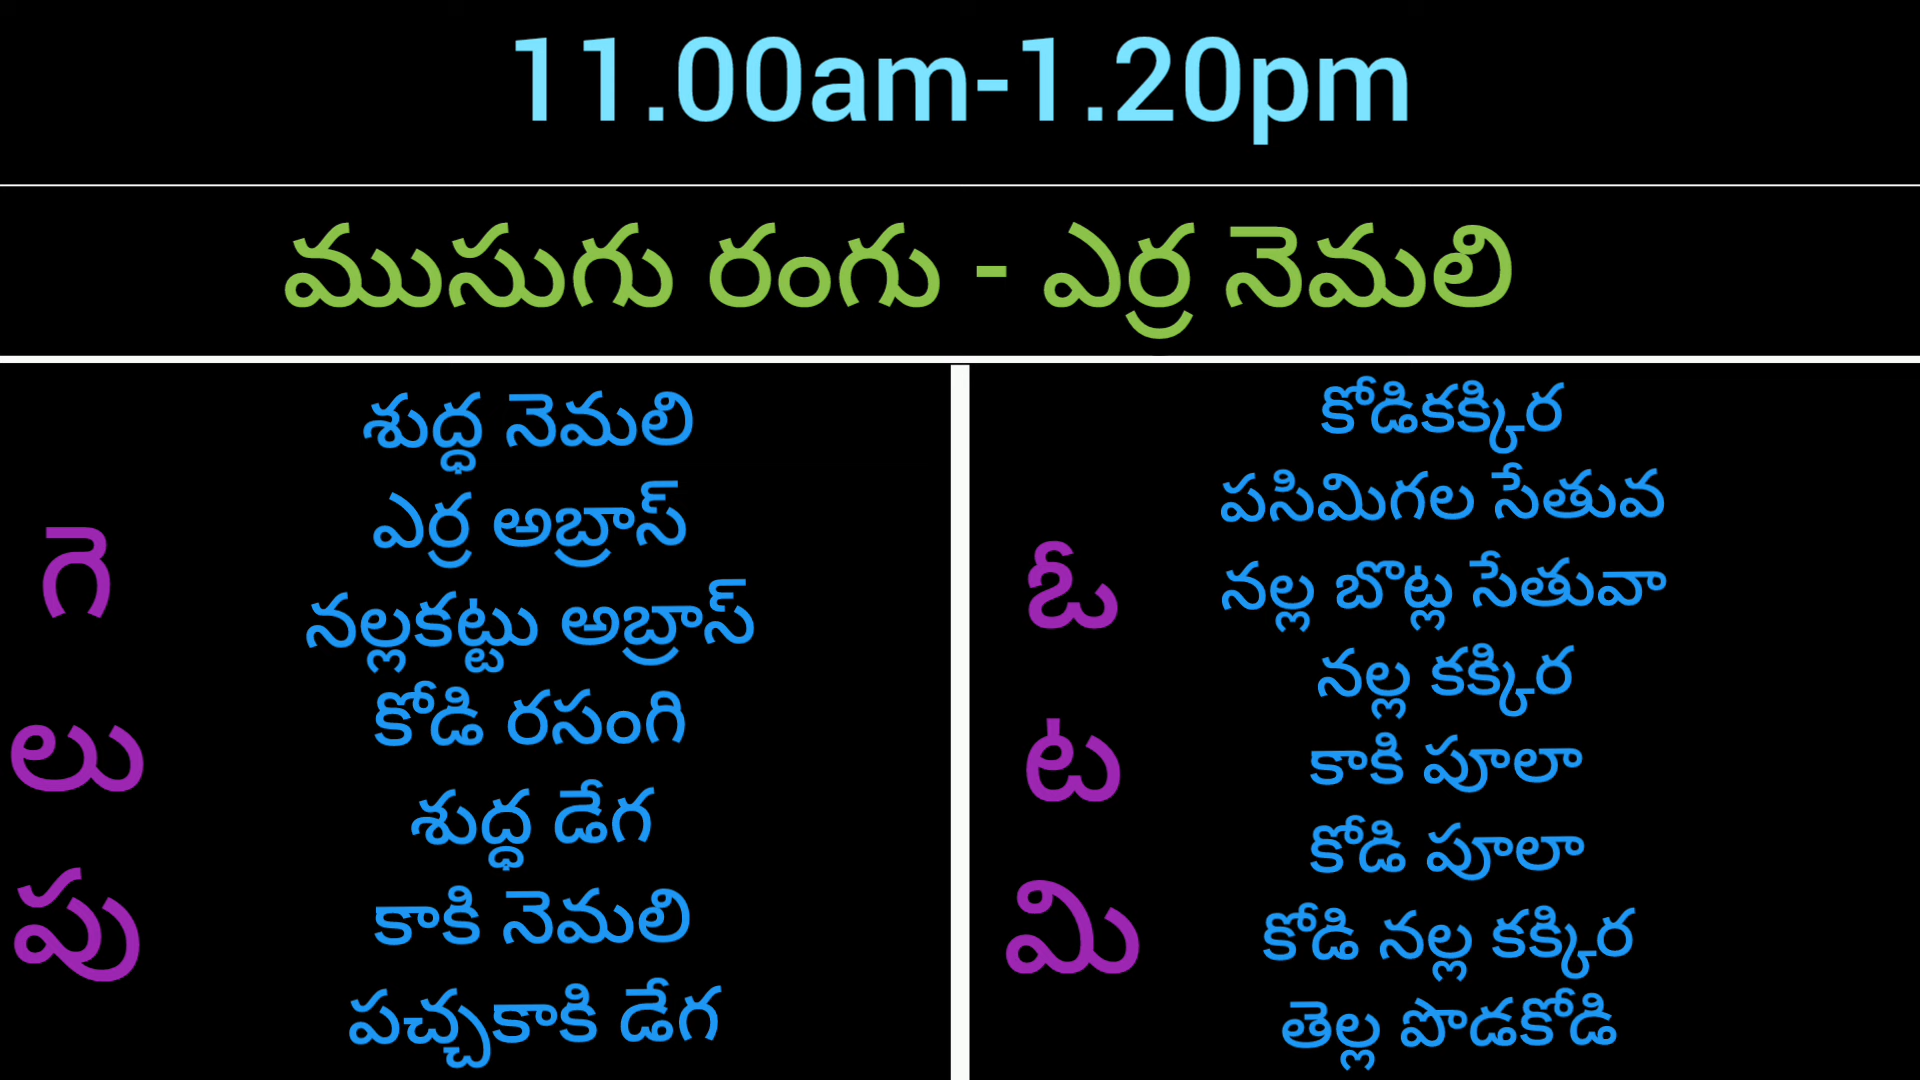 11.00am-1.20pm
ముసుగు రంగు - ఎర్ర నెమలి
గెలుపు
శుద్ధ నెమలి
ఎర్ర అబ్రాస్
నల్లకట్టు అబ్రాస్
కోడి రసంగి
శుద్ధ డేగ
కాకి నెమలి
పచ్చకాకి డేగ
ఓటమి
కోడికక్కిర
పసిమిగల సేతువ
నల్ల బొట్ల సేతువా
నల్ల కక్కిర
కాకి పూలా
కోడి పూలా
కోడి నల్ల కక్కిర
తెల్ల పొడకోడి